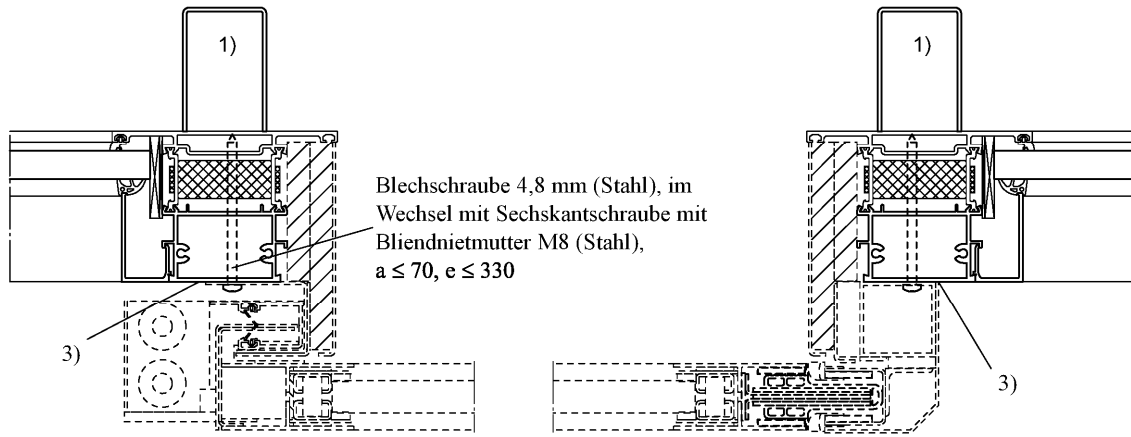 1)
1)
Blechschraube 4,8 mm (Stahl), im
Wechsel mit Sechskantschraube mit
Bliendnietmutter M8 (Stahl),
a ≤ 70, e ≤ 330
3)
3)